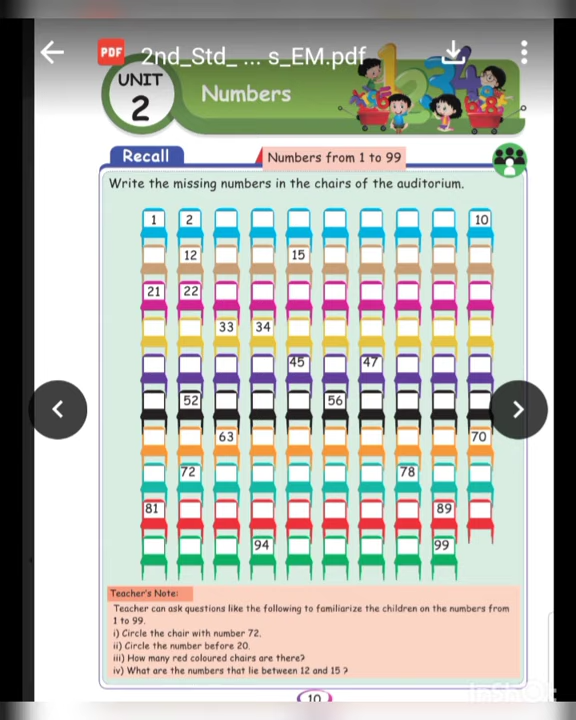 PDF 2nd_Std_ ... s_EM.pdf
UNIT
2
Numbers
Recall
Numbers from 1 to 99
Write the missing numbers in the chairs of the auditorium.
1 2 10
12 15
21 22
33 34
45 47
52 56
63 70
72 78
81 89
94 99
Teacher's Note:
Teacher can ask questions like the following to familiarize the children on the numbers from
1 to 99.
i) Circle the chair with number 72.
ii) Circle the number before 20.
iii) How many red coloured chairs are there?
iv) What are the numbers that lie between 12 and 15 ?
10
InShOt